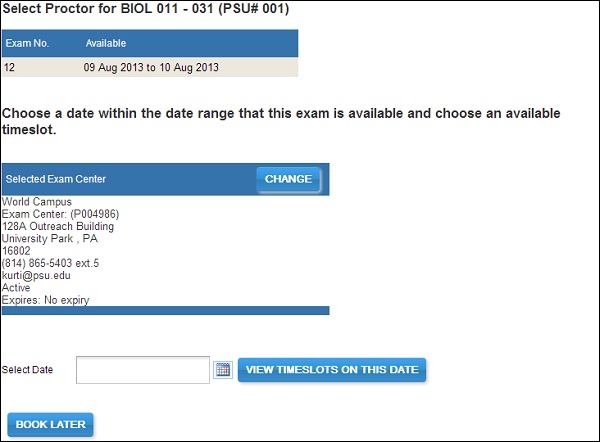 Select Proctor for BIOL 011 - 031 (PSU# 001)
Exam No. Available
12 09 Aug 2013 to 10 Aug 2013
Choose a date within the date range that this exam is available and choose an available
timeslot.
Selected Exam Center CHANGE
World Campus
Exam Center: (P004986)
128A Outreach Building
University Park , PA
16802
(814) 865-5403 ext.5
kurti@psu.edu
Active
Expires: No expiry
Select Date VIEW TIMESLOTS ON THIS DATE
BOOK LATER